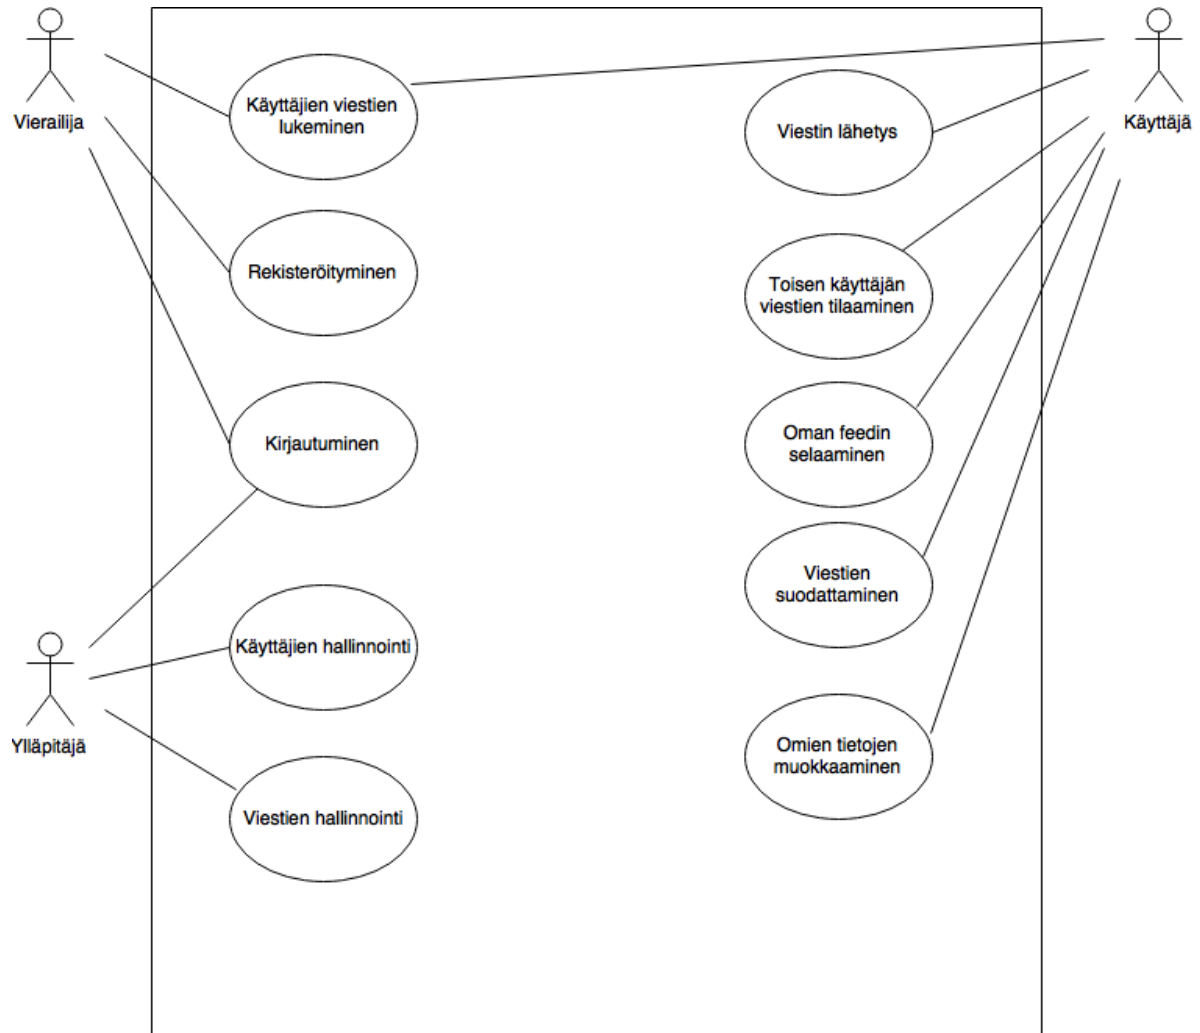 Vierailija
Käyttäjä
Käyttäjien viestien
lukeminen
Viestin lähetys
Rekisteröityminen
Toisen käyttäjän
viestien tilaaminen
Kirjautuminen
Oman feedin
selaaminen
Viestien
suodattaminen
Käyttäjien hallinnointi
Ylläpitäjä
Omien tietojen
muokkaaminen
Viestien hallinnointi